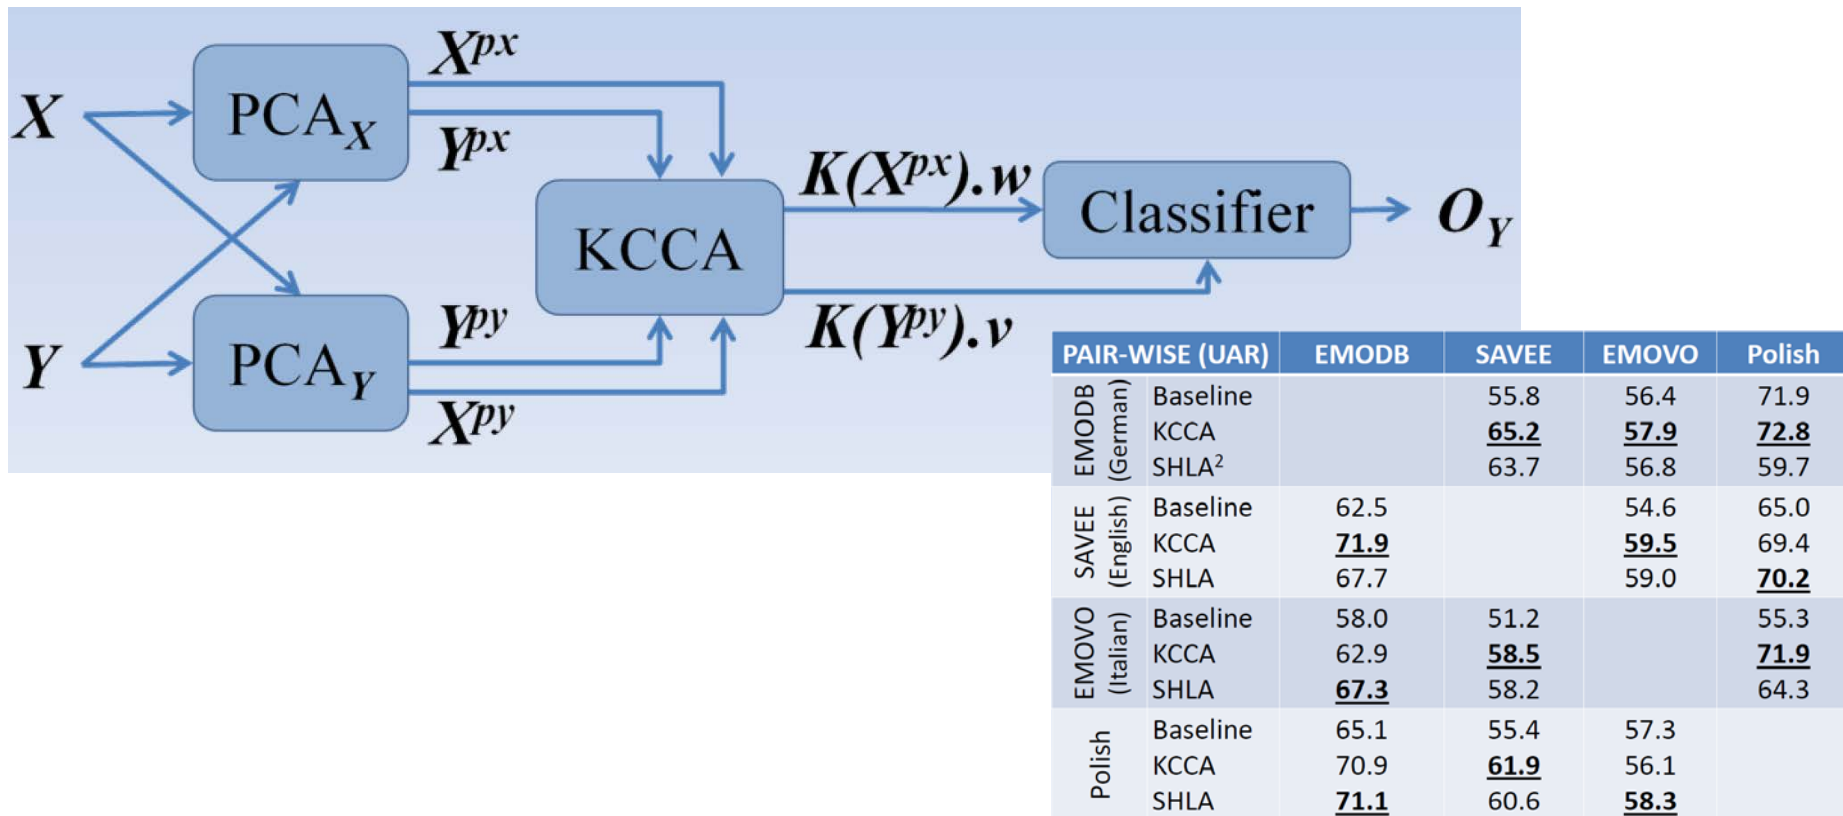 X
Y
PCA_X
PCA_Y
X^px
Y^px
Y^py
X^py
KCCA
K(X^px).w
K(Y^py).v
Classifier
O_Y
PAIR-WISE (UAR) EMODB SAVEE EMOVO Polish
EMODB (German)
Baseline 55.8 56.4 71.9
KCCA 65.2 57.9 72.8
SHLA² 63.7 56.8 59.7
SAVEE (English)
Baseline 62.5 54.6 65.0
KCCA 71.9 59.5 69.4
SHLA 67.7 59.0 70.2
EMOVO (Italian)
Baseline 58.0 51.2 55.3
KCCA 62.9 58.5 71.9
SHLA 67.3 58.2 64.3
Polish
Baseline 65.1 55.4 57.3
KCCA 70.9 61.9 56.1
SHLA 71.1 60.6 58.3